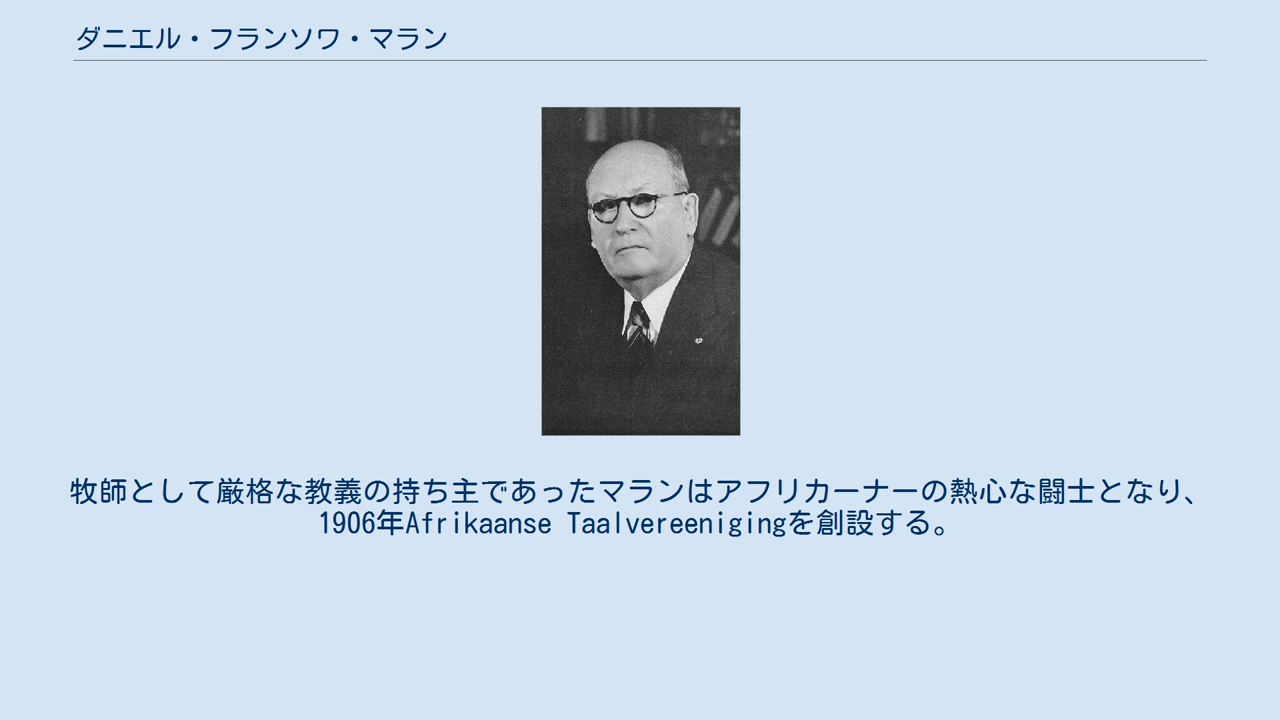 ダニエル・フランソワ・マラン
牧師として厳格な教義の持ち主であったマランはアフリカーナーの熱心な闘士となり、
1906年Afrikaanse Taalvereenigingを創設する。